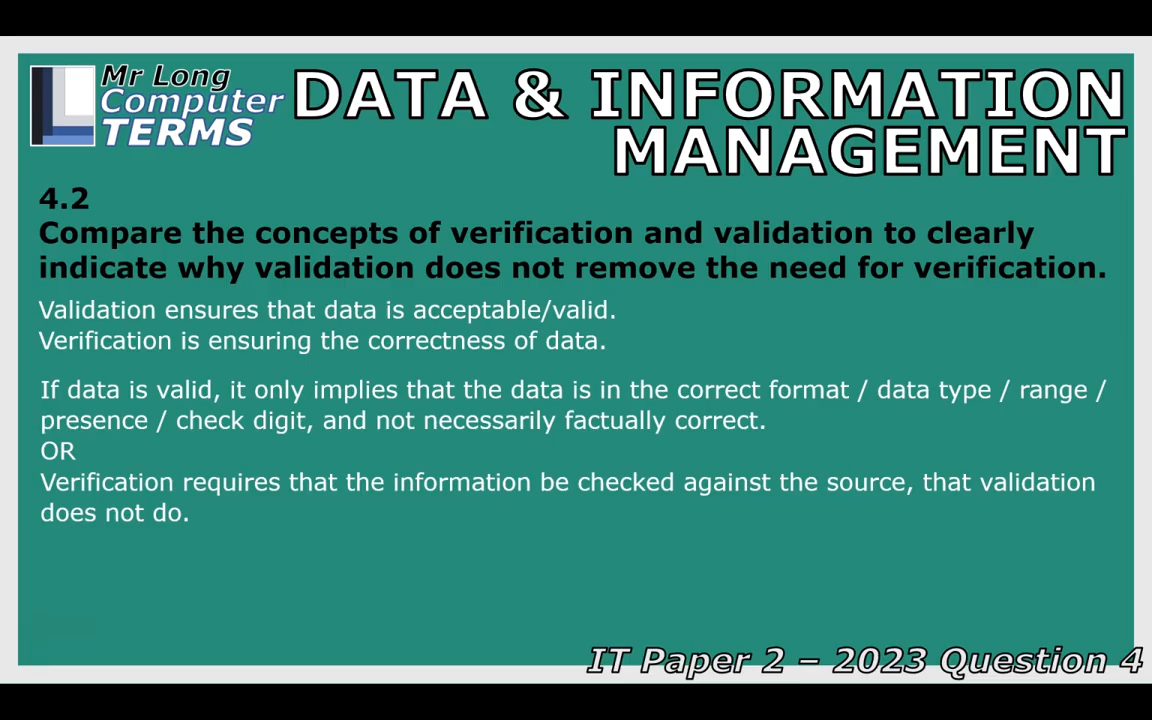 Mr Long
Computer
TERMS
DATA & INFORMATION
MANAGEMENT
4.2
Compare the concepts of verification and validation to clearly
indicate why validation does not remove the need for verification.
Validation ensures that data is acceptable/valid.
Verification is ensuring the correctness of data.
If data is valid, it only implies that the data is in the correct format / data type / range /
presence / check digit, and not necessarily factually correct.
OR
Verification requires that the information be checked against the source, that validation
does not do.
IT Paper 2 – 2023 Question 4